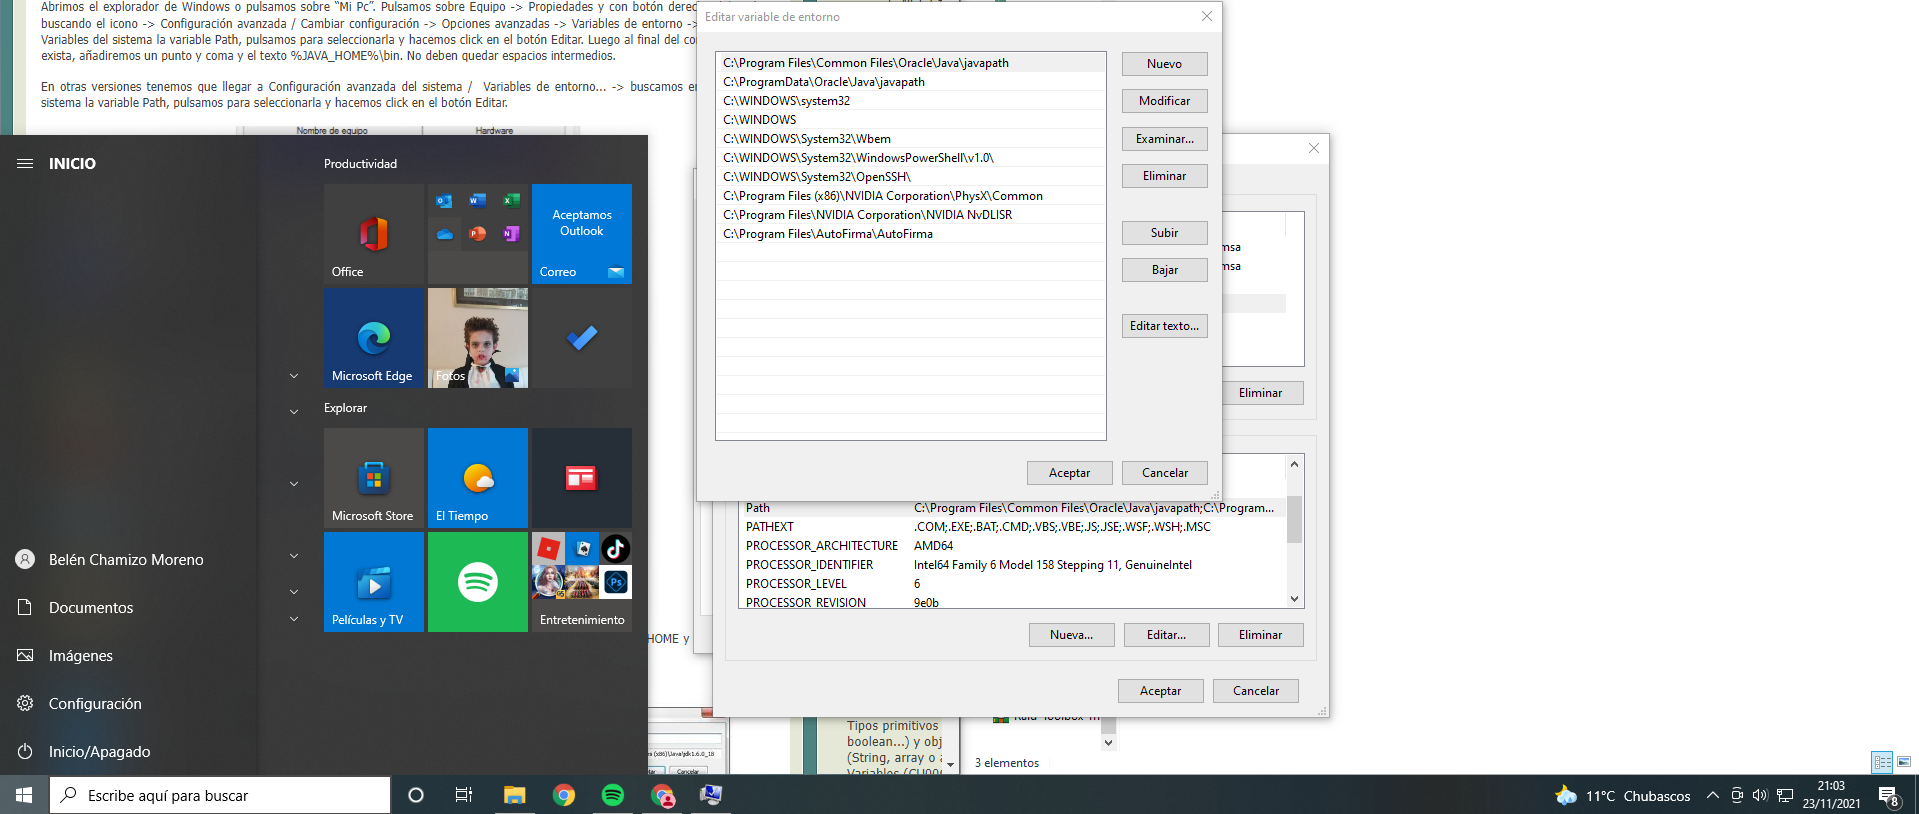 Abrimos el explorador de Windows o pulsamos sobre “Mi Pc”. Pulsamos sobre Equipo -> Propiedades y con botón derec
buscando el icono -> Configuración avanzada / Cambiar configuración -> Opciones avanzadas -> Variables de entorno ->
Variables del sistema la variable Path, pulsamos para seleccionarla y hacemos click en el botón Editar. Luego al final del co
exista, añadiremos un punto y coma y el texto %JAVA_HOME%\bin. No deben quedar espacios intermedios.
En otras versiones tenemos que llegar a Configuración avanzada del sistema / Variables de entorno... -> buscamos e
sistema la variable Path, pulsamos para seleccionarla y hacemos click en el botón Editar.
Nombre de equipo
Hardware
INICIO
Productividad
Office
Aceptamos
Outlook
Correo
Microsoft Edge
Fotos
Explorar
Microsoft Store
El Tiempo
Películas y TV
Entretenimiento
Belén Chamizo Moreno
Documentos
Imágenes
Configuración
Inicio/Apagado
Editar variable de entorno
C:\Program Files\Common Files\Oracle\Java\javapath
C:\ProgramData\Oracle\Java\javapath
C:\WINDOWS\system32
C:\WINDOWS
C:\WINDOWS\System32\Wbem
C:\WINDOWS\System32\WindowsPowerShell\v1.0\
C:\WINDOWS\System32\OpenSSH\
C:\Program Files (x86)\NVIDIA Corporation\PhysX\Common
C:\Program Files\NVIDIA Corporation\NVIDIA NvDLISR
C:\Program Files\AutoFirma\AutoFirma
Nuevo
Modificar
Examinar...
Eliminar
Subir
Bajar
Editar texto...
Aceptar
Cancelar
msa
msa
Eliminar
Path C:\Program Files\Common Files\Oracle\Java\javapath;C:\Program...
PATHEXT .COM;.EXE;.BAT;.CMD;.VBS;.VBE;.JS;.JSE;.WSF;.WSH;.MSC
PROCESSOR_ARCHITECTURE AMD64
PROCESSOR_IDENTIFIER Intel64 Family 6 Model 158 Stepping 11, GenuineIntel
PROCESSOR_LEVEL 6
PROCESSOR_REVISION 9e0b
Nueva...
Editar...
Eliminar
Aceptar
Cancelar
HOME y
(x86)\Java\jdk1.6.0_18
Cancelar
Tipos primitivos
boolean...) y obj
(String, array o a
3 elementos
Escribe aquí para buscar
11°C Chubascos
21:03
23/11/2021
8